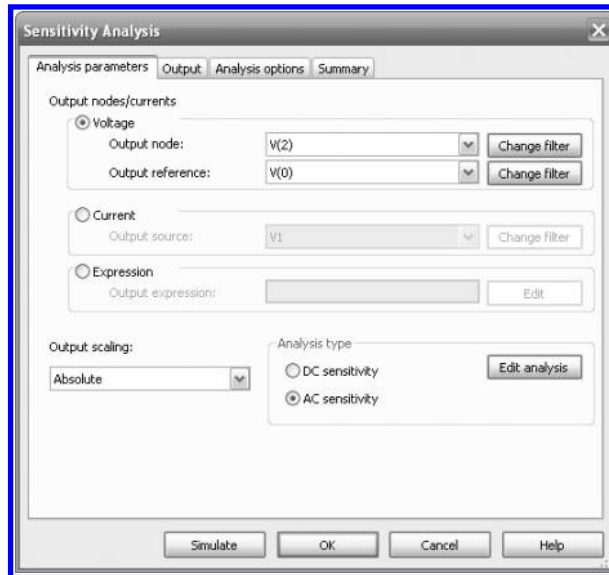 Sensitivity Analysis
Analysis parameters Output Analysis options Summary
Output nodes/currents
Voltage
Output node: V(2) Change filter
Output reference: V(0) Change filter
Current
Output source: V1 Change filter
Expression
Output expression: Edit
Output scaling:
Absolute
Analysis type
DC sensitivity
AC sensitivity
Edit analysis
Simulate OK Cancel Help